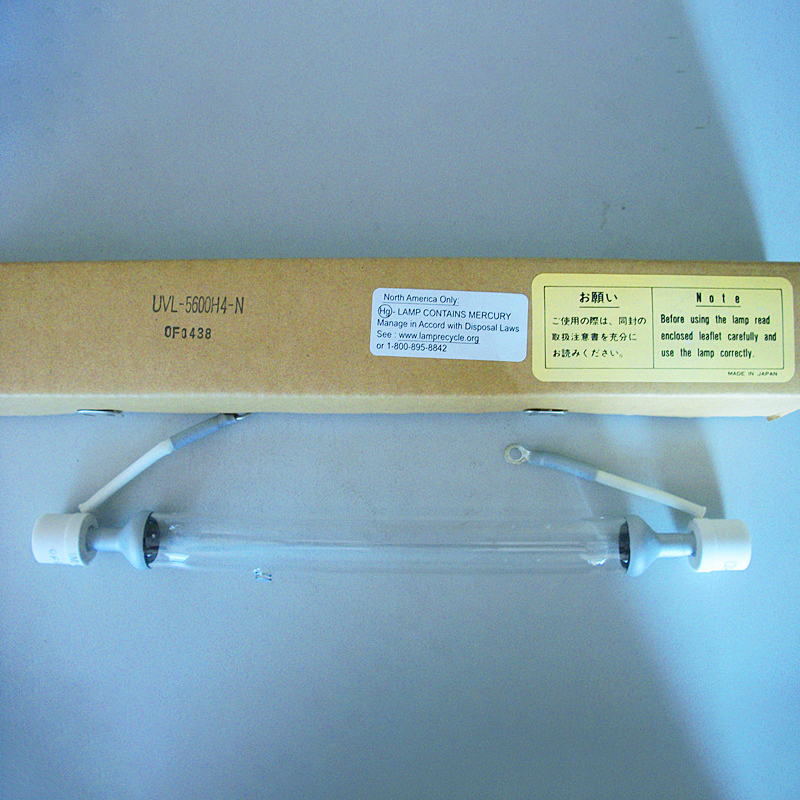 UVL-5600H4-N
0F0438
North America Only:
Hg - LAMP CONTAINS MERCURY
Manage in Accord with Disposal Laws
See : www.lamprecycle.org
or 1-800-895-8842
お願い
ご使用の際は、同封の
取扱注意書を充分に
お読みください。
Note
Before using the lamp read
enclosed leaflet carefully and
use the lamp correctly.
MADE IN JAPAN